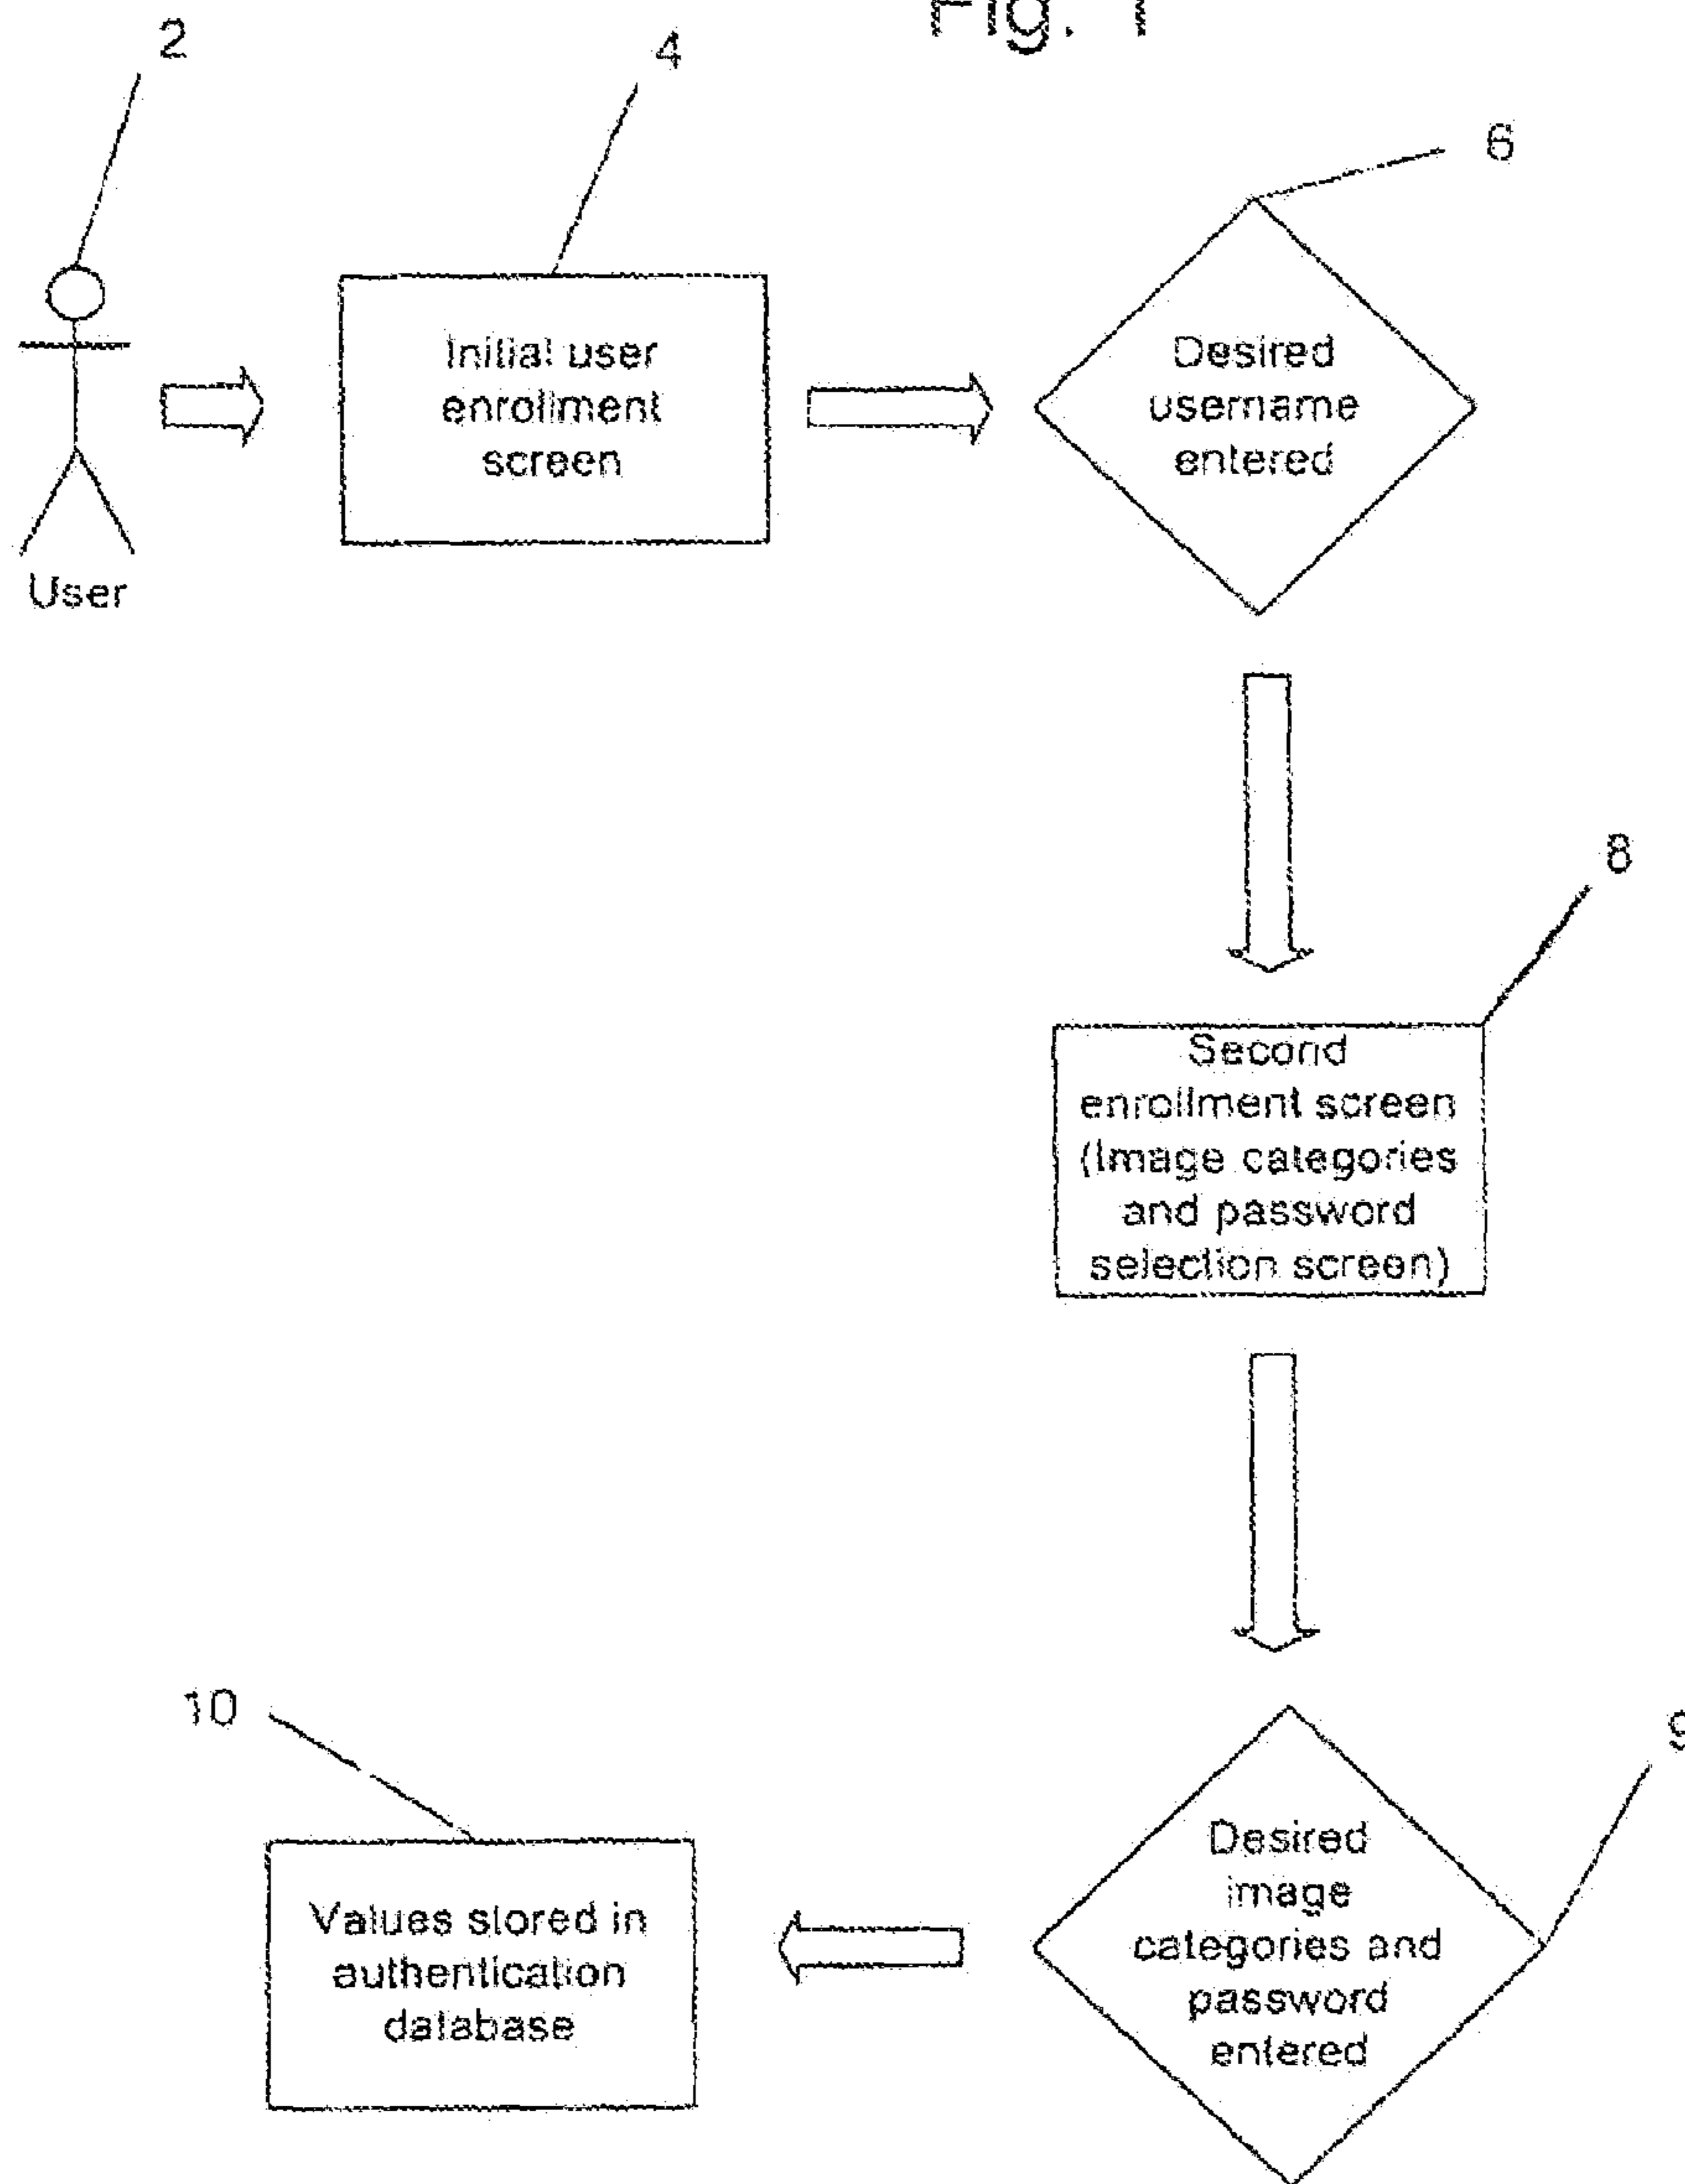 Fig. 1
2
4
6
User
Initial user
enrollment
screen
Desired
username
entered
8
Second
enrollment screen
(Image categories
and password
selection screen)
10
9
Values stored in
authentication
database
Desired
image
categories and
password
entered